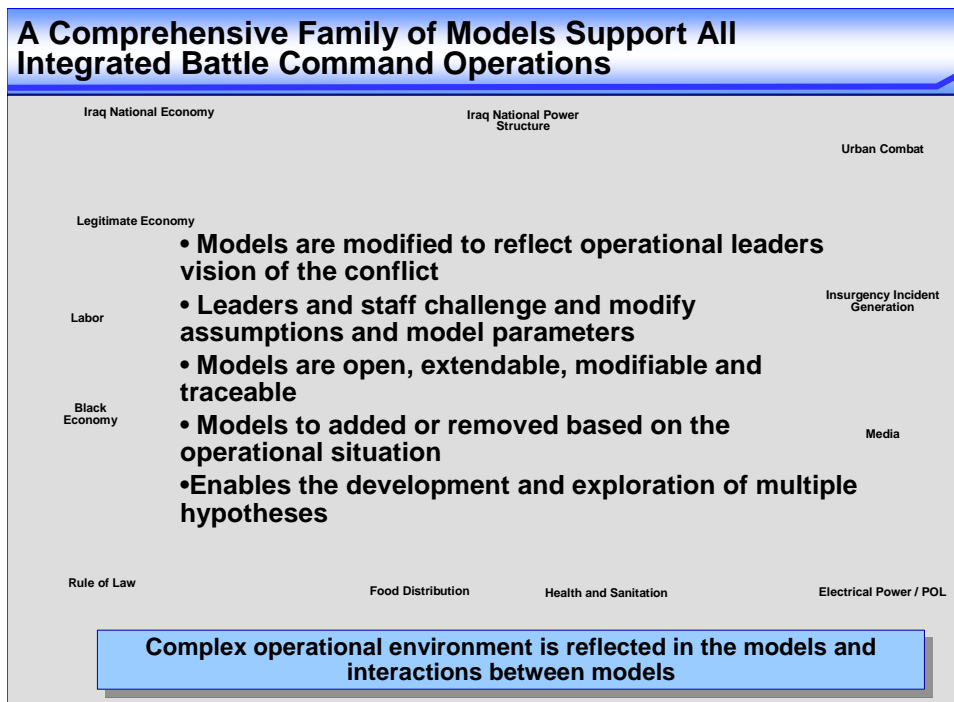 A Comprehensive Family of Models Support All
Integrated Battle Command Operations
Iraq National Economy
Iraq National Power
Structure
Urban Combat
Legitimate Economy
• Models are modified to reflect operational leaders
vision of the conflict
Insurgency Incident
Generation
Labor
• Leaders and staff challenge and modify
assumptions and model parameters
• Models are open, extendable, modifiable and
traceable
Black
Economy
• Models to added or removed based on the
operational situation
Media
•Enables the development and exploration of multiple
hypotheses
Rule of Law
Food Distribution
Health and Sanitation
Electrical Power / POL
Complex operational environment is reflected in the models and
interactions between models